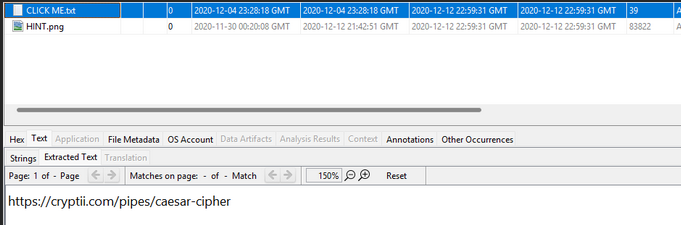 CLICK ME.txt 0 2020-12-04 23:28:18 GMT 2020-12-04 23:28:18 GMT 2020-12-12 22:59:31 GMT 2020-12-12 22:59:31 GMT 39
HINT.png 0 2020-11-30 00:20:08 GMT 2020-12-12 21:42:51 GMT 2020-12-12 22:59:31 GMT 2020-12-12 22:59:31 GMT 83822
Hex Text Application File Metadata OS Account Data Artifacts Analysis Results Context Annotations Other Occurrences
Strings Extracted Text Translation
Page: 1 of - Page Matches on page: - of - Match 150% Reset
https://cryptii.com/pipes/caesar-cipher